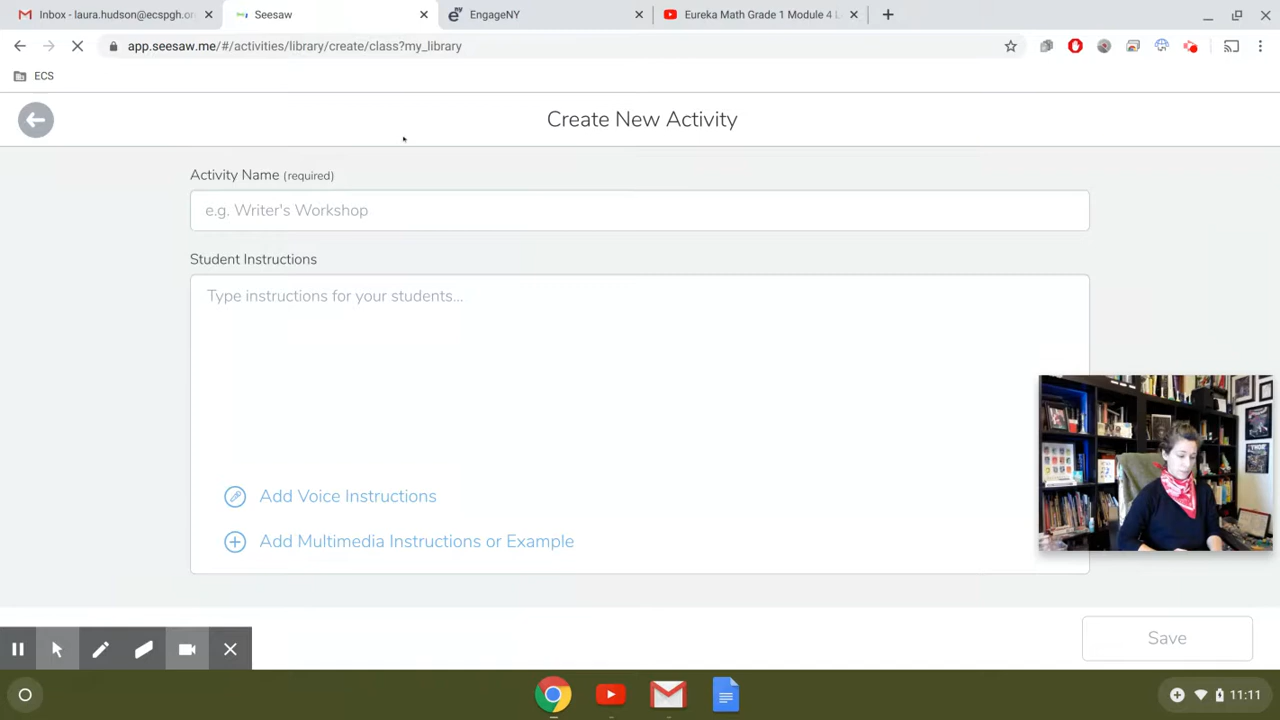 Inbox - laura.hudson@ecspgh.or
Seesaw
EngageNY
Eureka Math Grade 1 Module 4 L
app.seesaw.me/#/activities/library/create/class?my_library
ECS
Create New Activity
Activity Name (required)
e.g. Writer's Workshop
Student Instructions
Type instructions for your students...
Add Voice Instructions
Add Multimedia Instructions or Example
Save
11:11